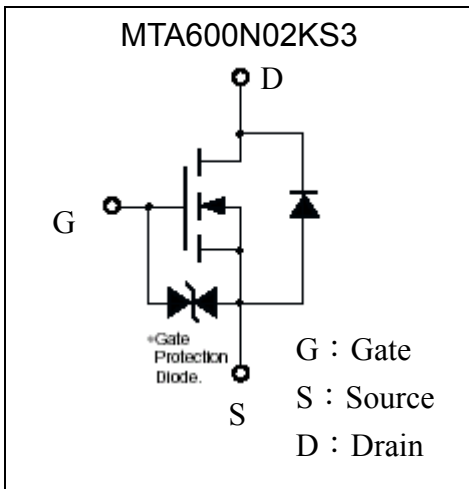 MTA600N02KS3
D
G
*Gate
Protection
Diode.
S
G：Gate
S：Source
D：Drain